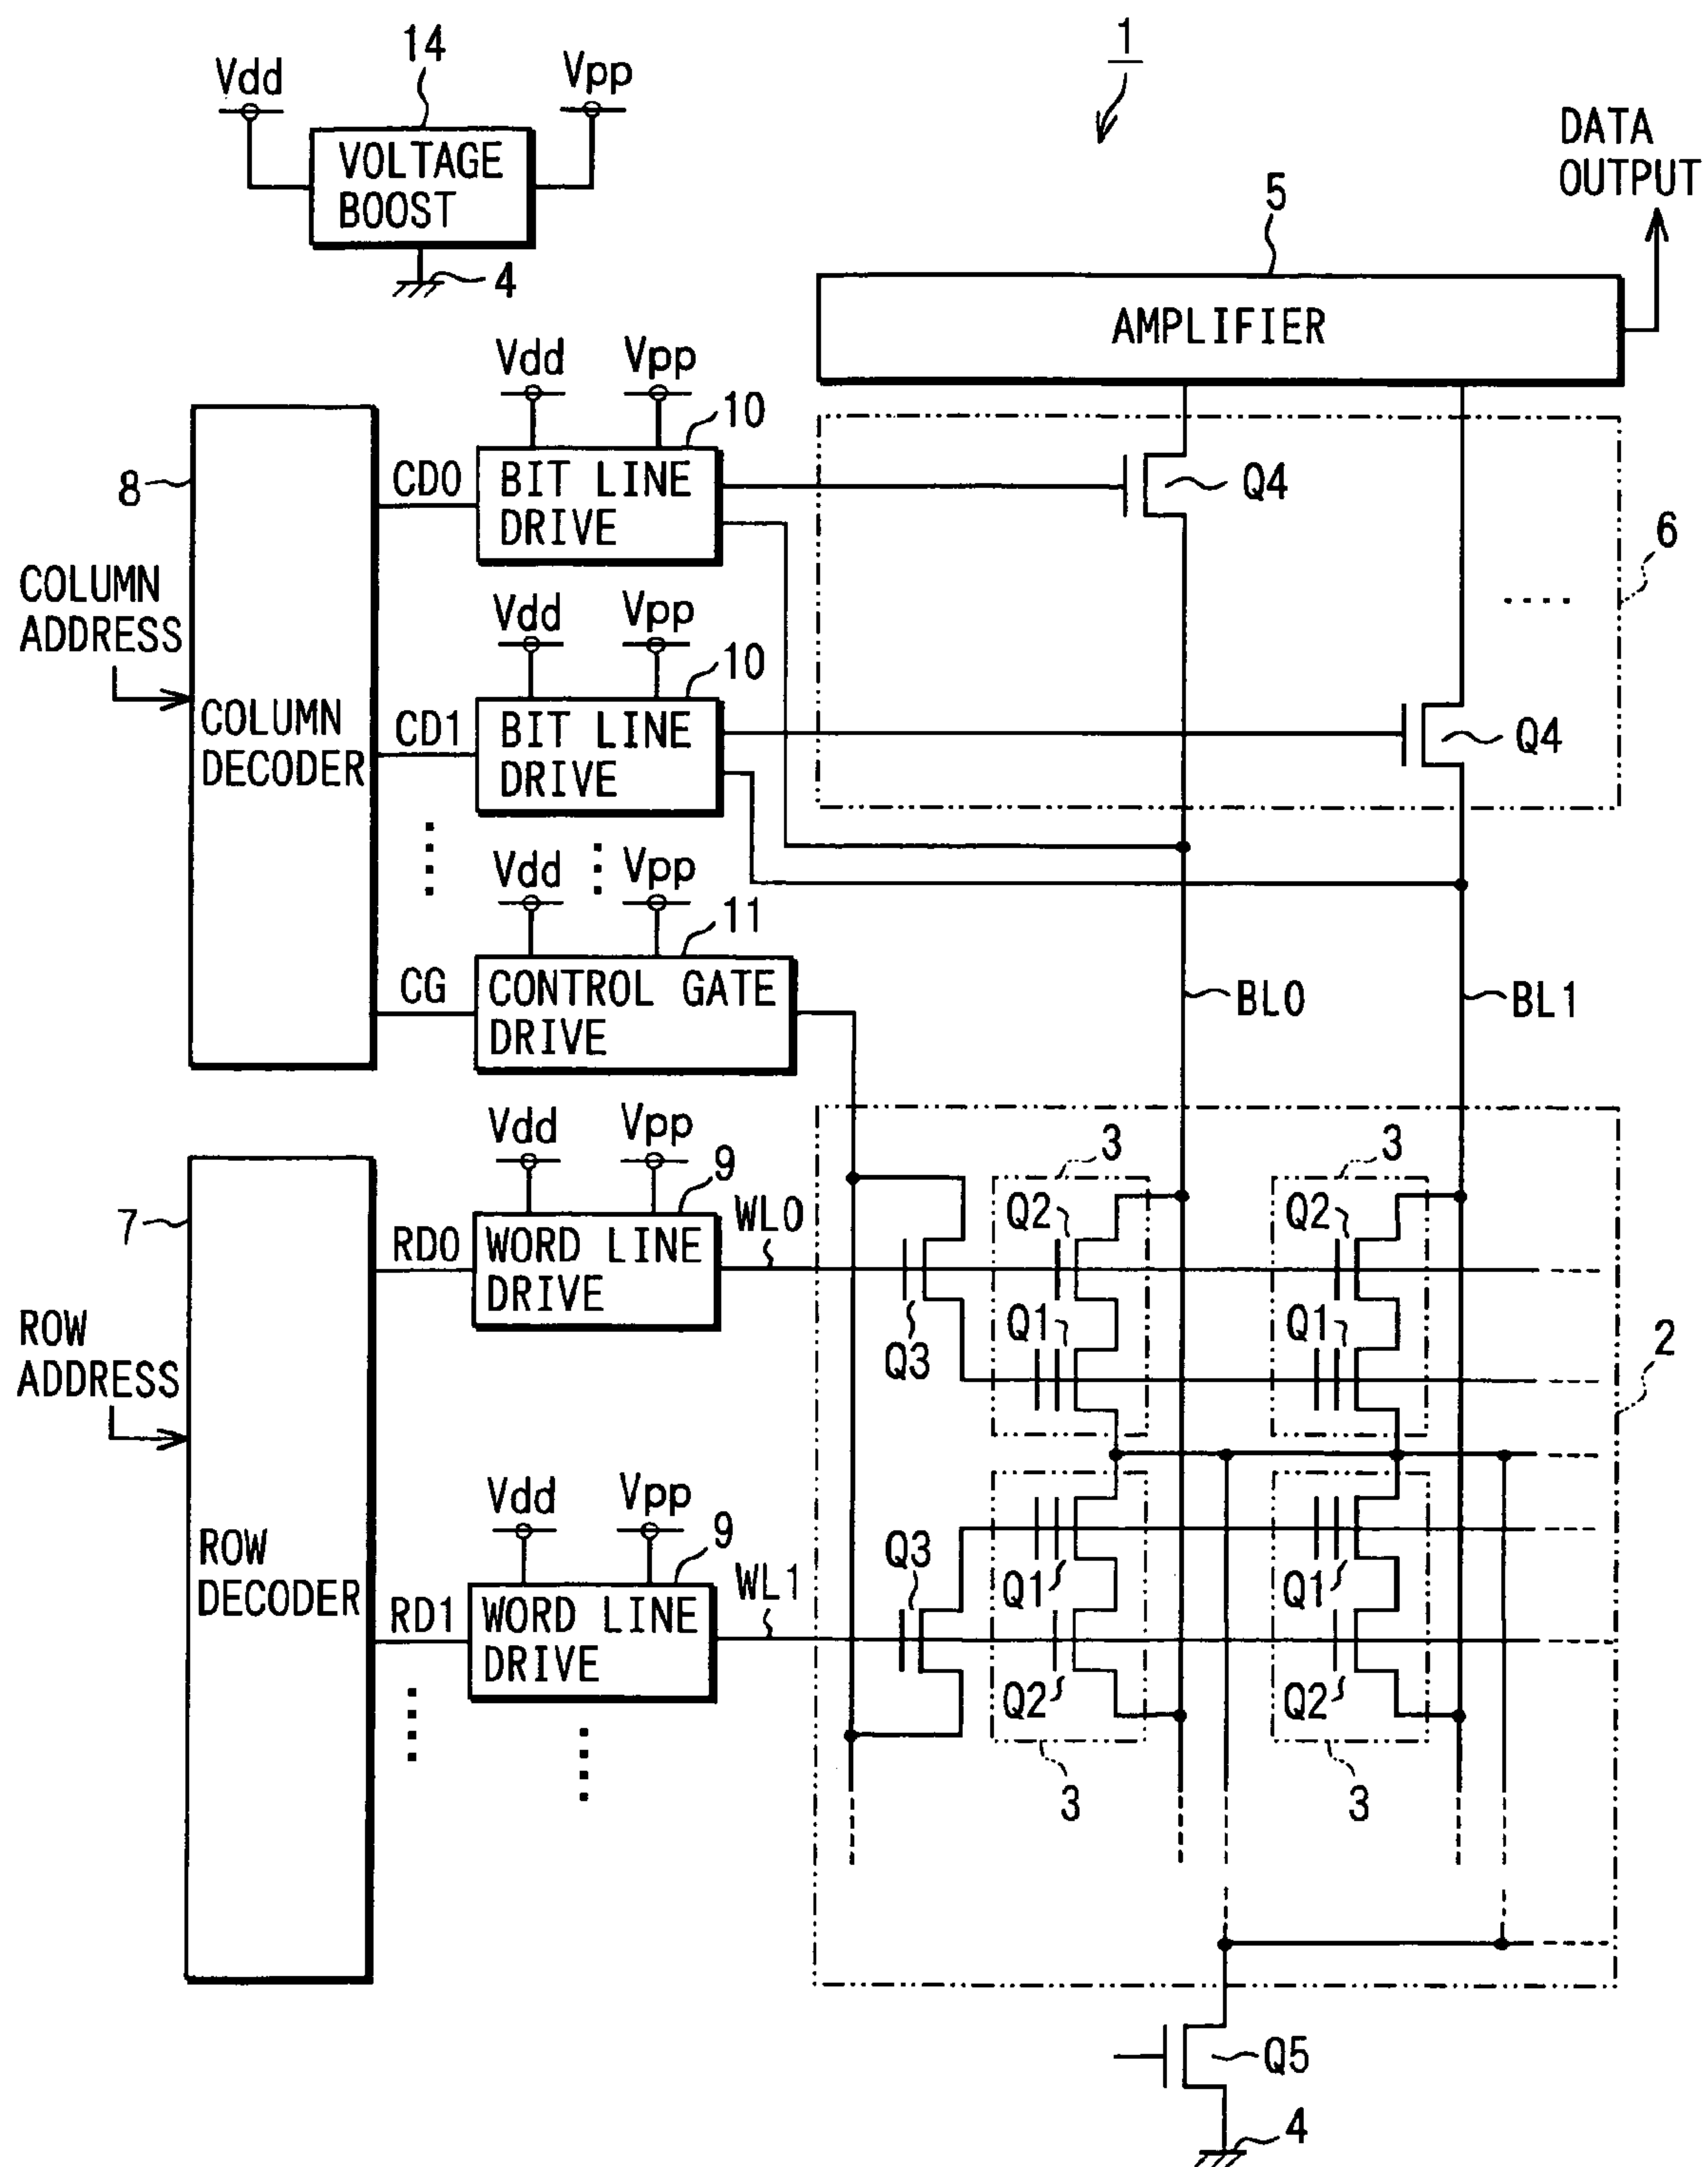 14
Vdd
Vpp
VOLTAGE
BOOST
4
1
DATA
OUTPUT
5
AMPLIFIER
Vdd
Vpp
10
8
CD0
BIT LINE
DRIVE
Q4
6
COLUMN
ADDRESS
Vdd
Vpp
10
COLUMN
DECODER
CD1
BIT LINE
DRIVE
Q4
Vdd
Vpp
11
CG
CONTROL GATE
DRIVE
BL0
BL1
Vdd
Vpp
9
3
3
7
RD0
WORD LINE
DRIVE
WL0
Q2
Q2
Q1
Q1
Q3
2
ROW
ADDRESS
Vdd
Vpp
9
ROW
DECODER
RD1
WORD LINE
DRIVE
WL1
Q3
Q1
Q1
Q2
Q2
3
3
Q5
4